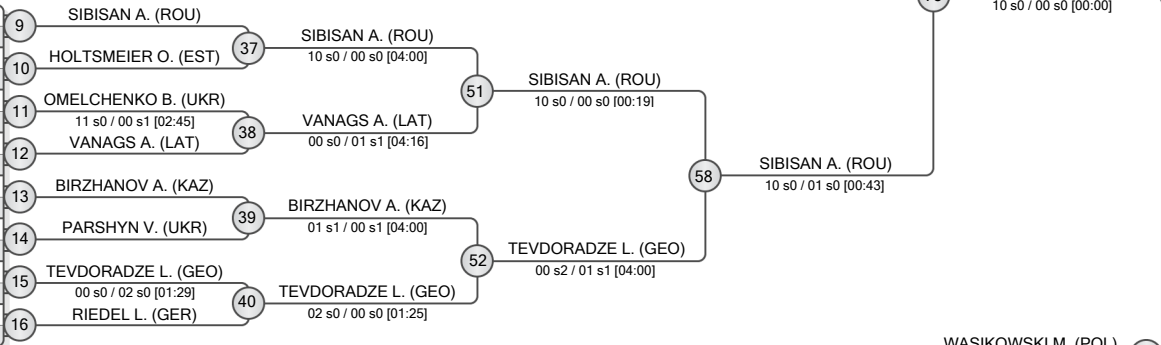 10 s0 / 00 s0 [00:00]
9
SIBISAN A. (ROU)
10
HOLTSMEIER O. (EST)
37
SIBISAN A. (ROU)
10 s0 / 00 s0 [04:00]
11
OMELCHENKO B. (UKR)
11 s0 / 00 s1 [02:45]
12
VANAGS A. (LAT)
38
VANAGS A. (LAT)
00 s0 / 01 s1 [04:16]
51
SIBISAN A. (ROU)
10 s0 / 00 s0 [00:19]
13
BIRZHANOV A. (KAZ)
14
PARSHYN V. (UKR)
39
BIRZHANOV A. (KAZ)
01 s1 / 00 s1 [04:00]
15
TEVDORADZE L. (GEO)
00 s0 / 02 s0 [01:29]
16
RIEDEL L. (GER)
40
TEVDORADZE L. (GEO)
02 s0 / 00 s0 [01:25]
52
TEVDORADZE L. (GEO)
00 s2 / 01 s1 [04:00]
58
SIBISAN A. (ROU)
10 s0 / 01 s0 [00:43]
WASIKOWSKI M. (POL)